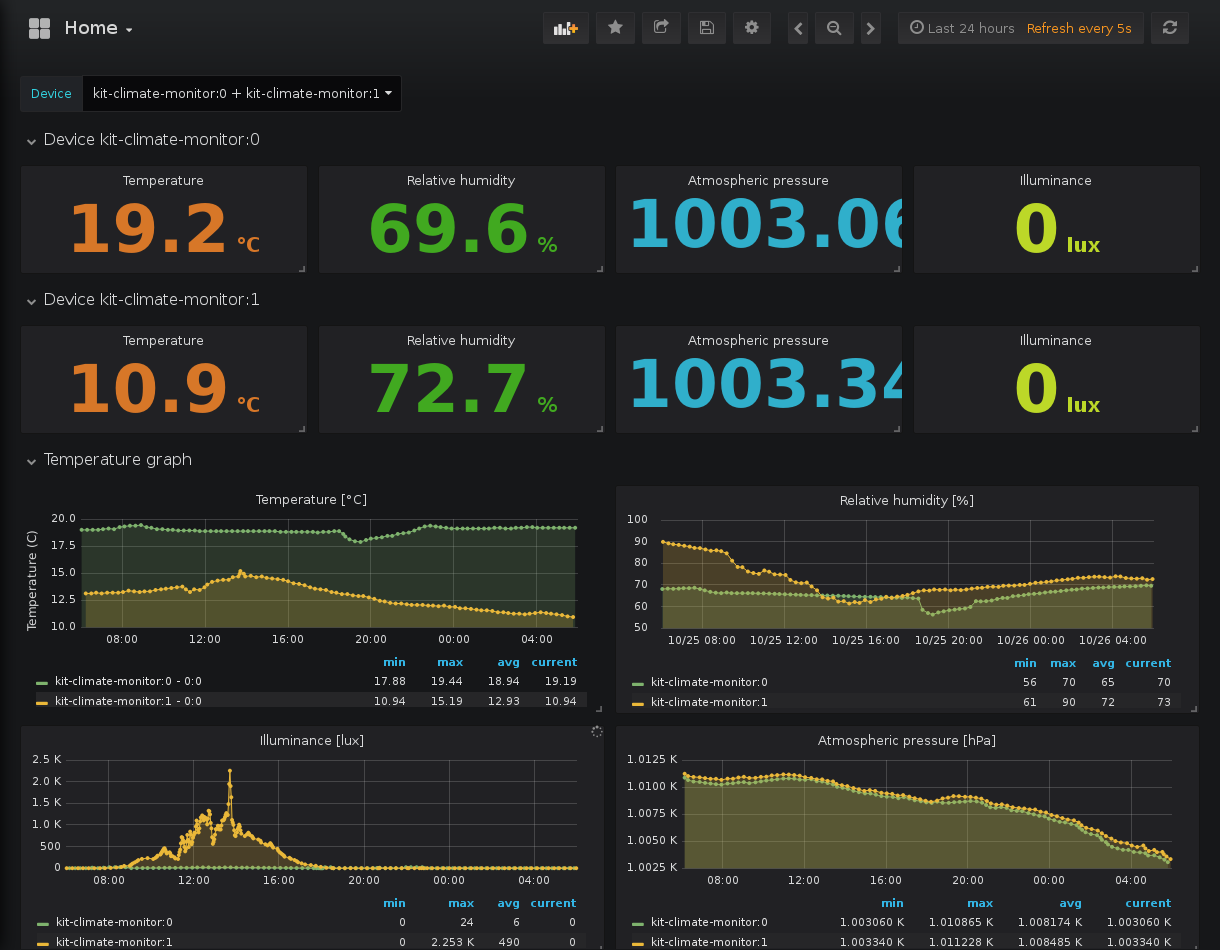 Home
Last 24 hours Refresh every 5s
Device kit-climate-monitor:0 + kit-climate-monitor:1
Device kit-climate-monitor:0
Temperature Relative humidity Atmospheric pressure Illuminance
19.2 °C 69.6 % 1003.06 0 lux
Device kit-climate-monitor:1
Temperature Relative humidity Atmospheric pressure Illuminance
10.9 °C 72.7 % 1003.34 0 lux
Temperature graph
Temperature [°C]
Temperature (C)
20.0
17.5
15.0
12.5
10.0
08:00 12:00 16:00 20:00 00:00 04:00
min max avg current
kit-climate-monitor:0 - 0:0 17.88 19.44 18.94 19.19
kit-climate-monitor:1 - 0:0 10.94 15.19 12.93 10.94
Relative humidity [%]
100
90
80
70
60
50
10/25 08:00 10/25 12:00 10/25 16:00 10/25 20:00 10/26 00:00 10/26 04:00
min max avg current
kit-climate-monitor:0 56 70 65 70
kit-climate-monitor:1 61 90 72 73
Illuminance [lux]
2.5 K
2.0 K
1.5 K
1.0 K
500
0
08:00 12:00 16:00 20:00 00:00 04:00
min max avg current
kit-climate-monitor:0 0 24 6 0
kit-climate-monitor:1 0 2.253 K 490 0
Atmospheric pressure [hPa]
1.0125 K
1.0100 K
1.0075 K
1.0050 K
1.0025 K
08:00 12:00 16:00 20:00 00:00 04:00
min max avg current
kit-climate-monitor:0 1.003060 K 1.010865 K 1.008174 K 1.003060 K
kit-climate-monitor:1 1.003340 K 1.011228 K 1.008485 K 1.003340 K